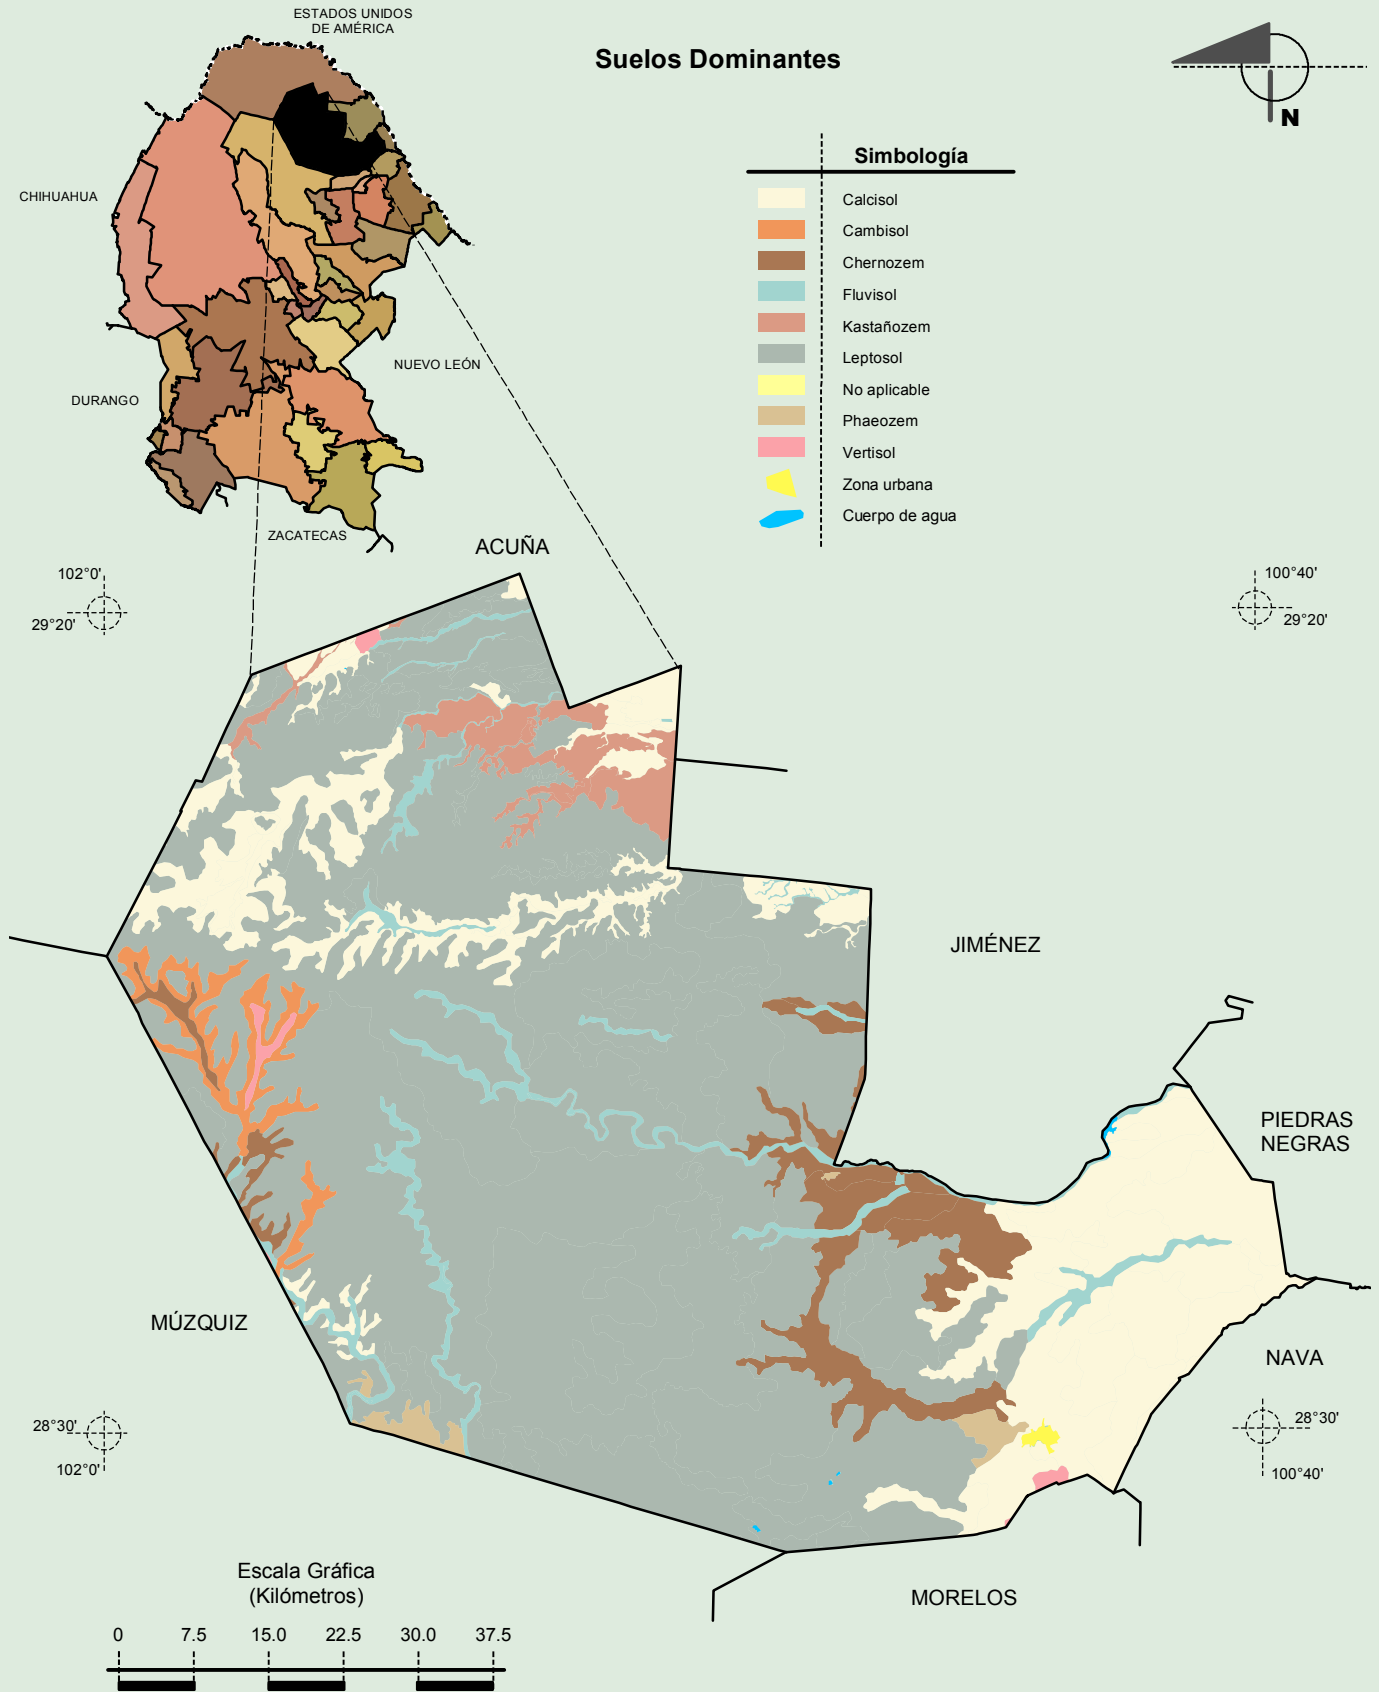 ESTADOS UNIDOS
DE AMÉRICA
Suelos Dominantes
N
Simbología
CHIHUAHUA
Calcisol
Cambisol
Chernozem
Fluvisol
Kastañozem
Leptosol
No aplicable
Phaeozem
Vertisol
Zona urbana
Cuerpo de agua
NUEVO LEÓN
DURANGO
ZACATECAS
ACUÑA
102°0'
29°20'
100°40'
29°20'
JIMÉNEZ
PIEDRAS
NEGRAS
MÚZQUIZ
NAVA
28°30'
102°0'
28°30'
100°40'
MORELOS
Escala Gráfica
(Kilómetros)
0 7.5 15.0 22.5 30.0 37.5